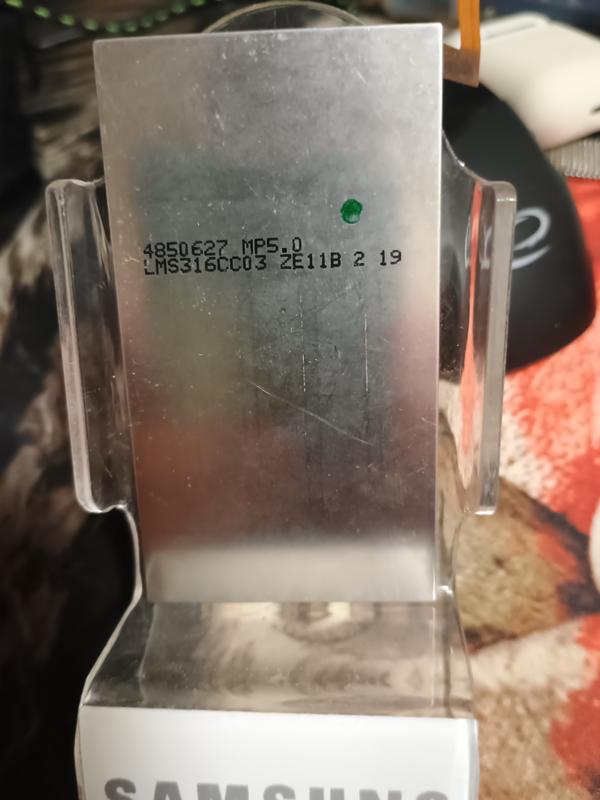 4850627 MP5.0
LMS316CC03 ZE11B 2 19
SAMSUNG